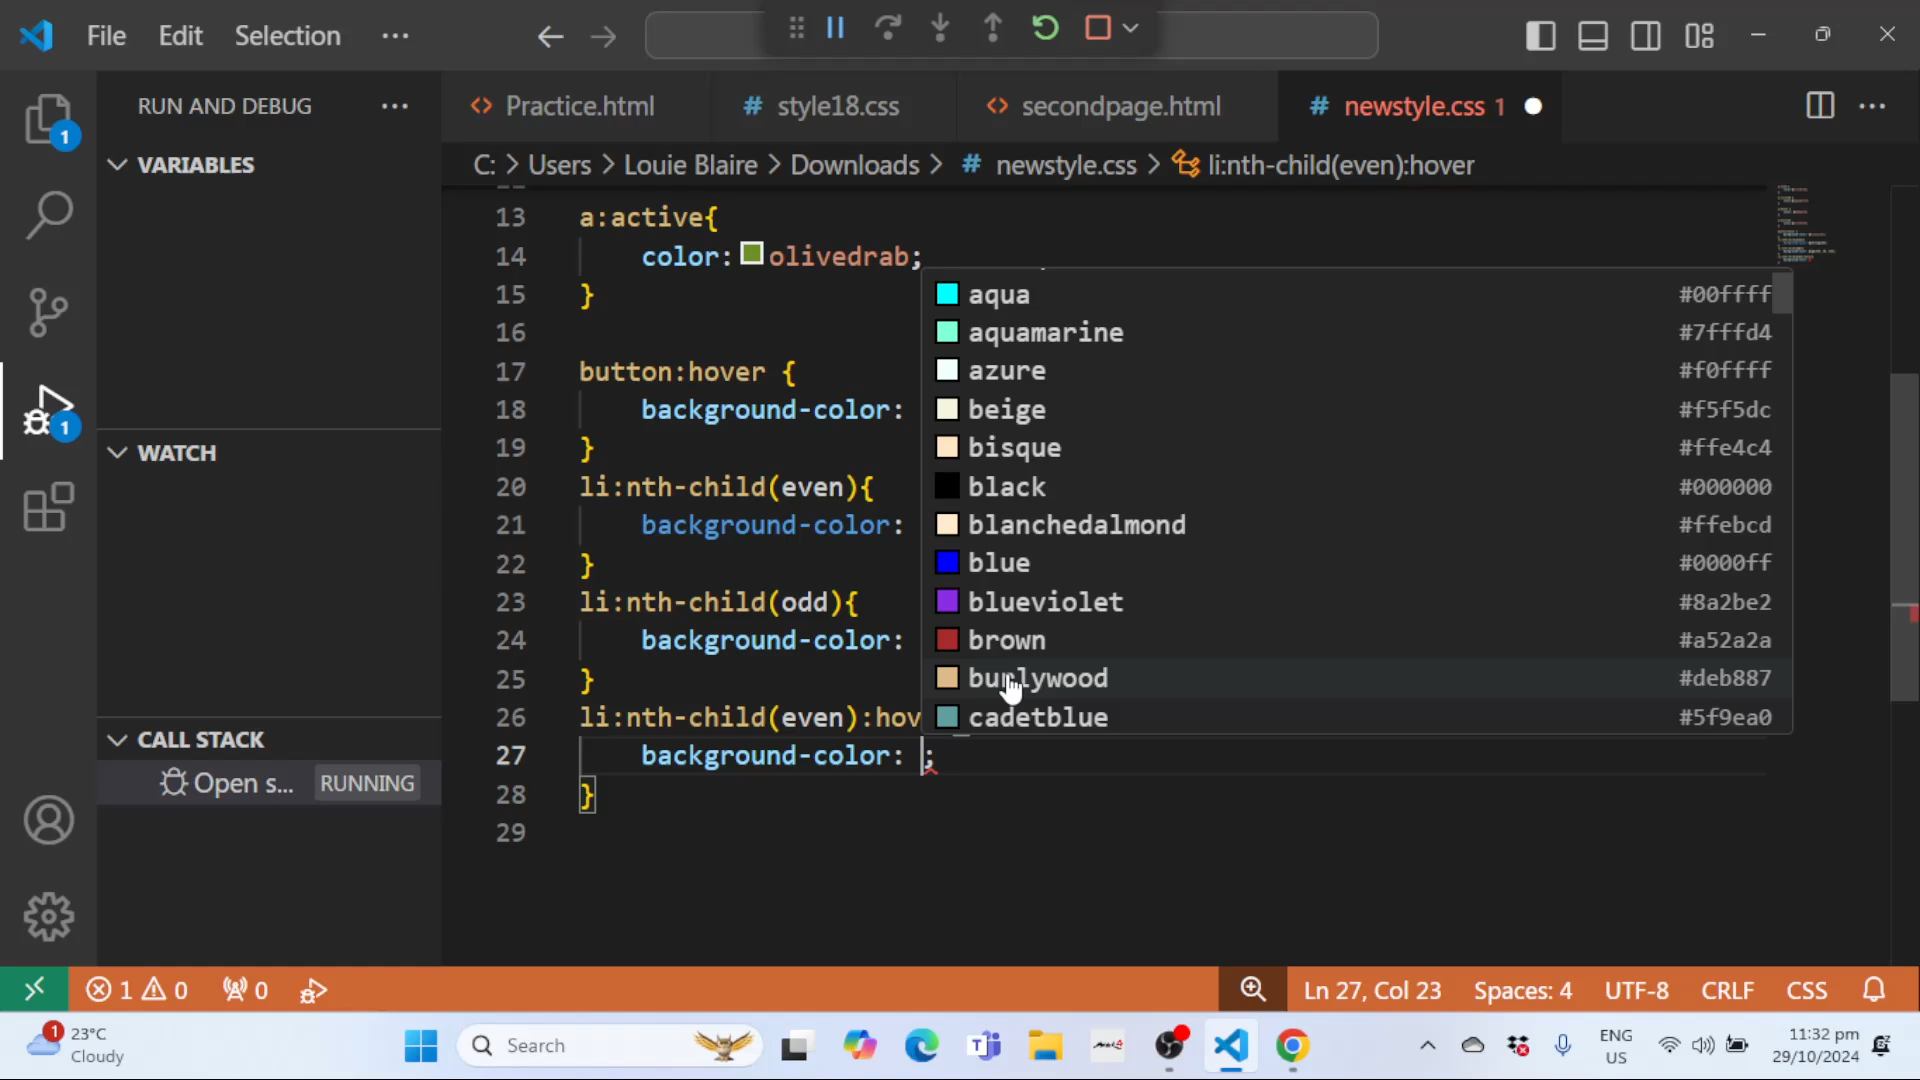 File Edit Selection ...
RUN AND DEBUG ...
Practice.html
# style18.css
secondpage.html
# newstyle.css 1
C: > Users > Louie Blaire > Downloads > # newstyle.css > li:nth-child(even):hover
1
VARIABLES
WATCH
1
CALL STACK
Open s... RUNNING
13 a:active{
14 color: olivedrab;
15 }
16
17 button:hover {
18 background-color:
19 }
20 li:nth-child(even){
21 background-color:
22 }
23 li:nth-child(odd){
24 background-color:
25 }
26 li:nth-child(even):hov
27 background-color: ;
28 }
29
aqua #00ffff
aquamarine #7fffd4
azure #f0ffff
beige #f5f5dc
bisque #ffe4c4
black #000000
blanchedalmond #ffebcd
blue #0000ff
blueviolet #8a2be2
brown #a52a2a
burlywood #deb887
cadetblue #5f9ea0
1 0 0 Ln 27, Col 23 Spaces: 4 UTF-8 CRLF CSS
1
23°C
Cloudy
Search
ENG
US
11:32 pm
29/10/2024